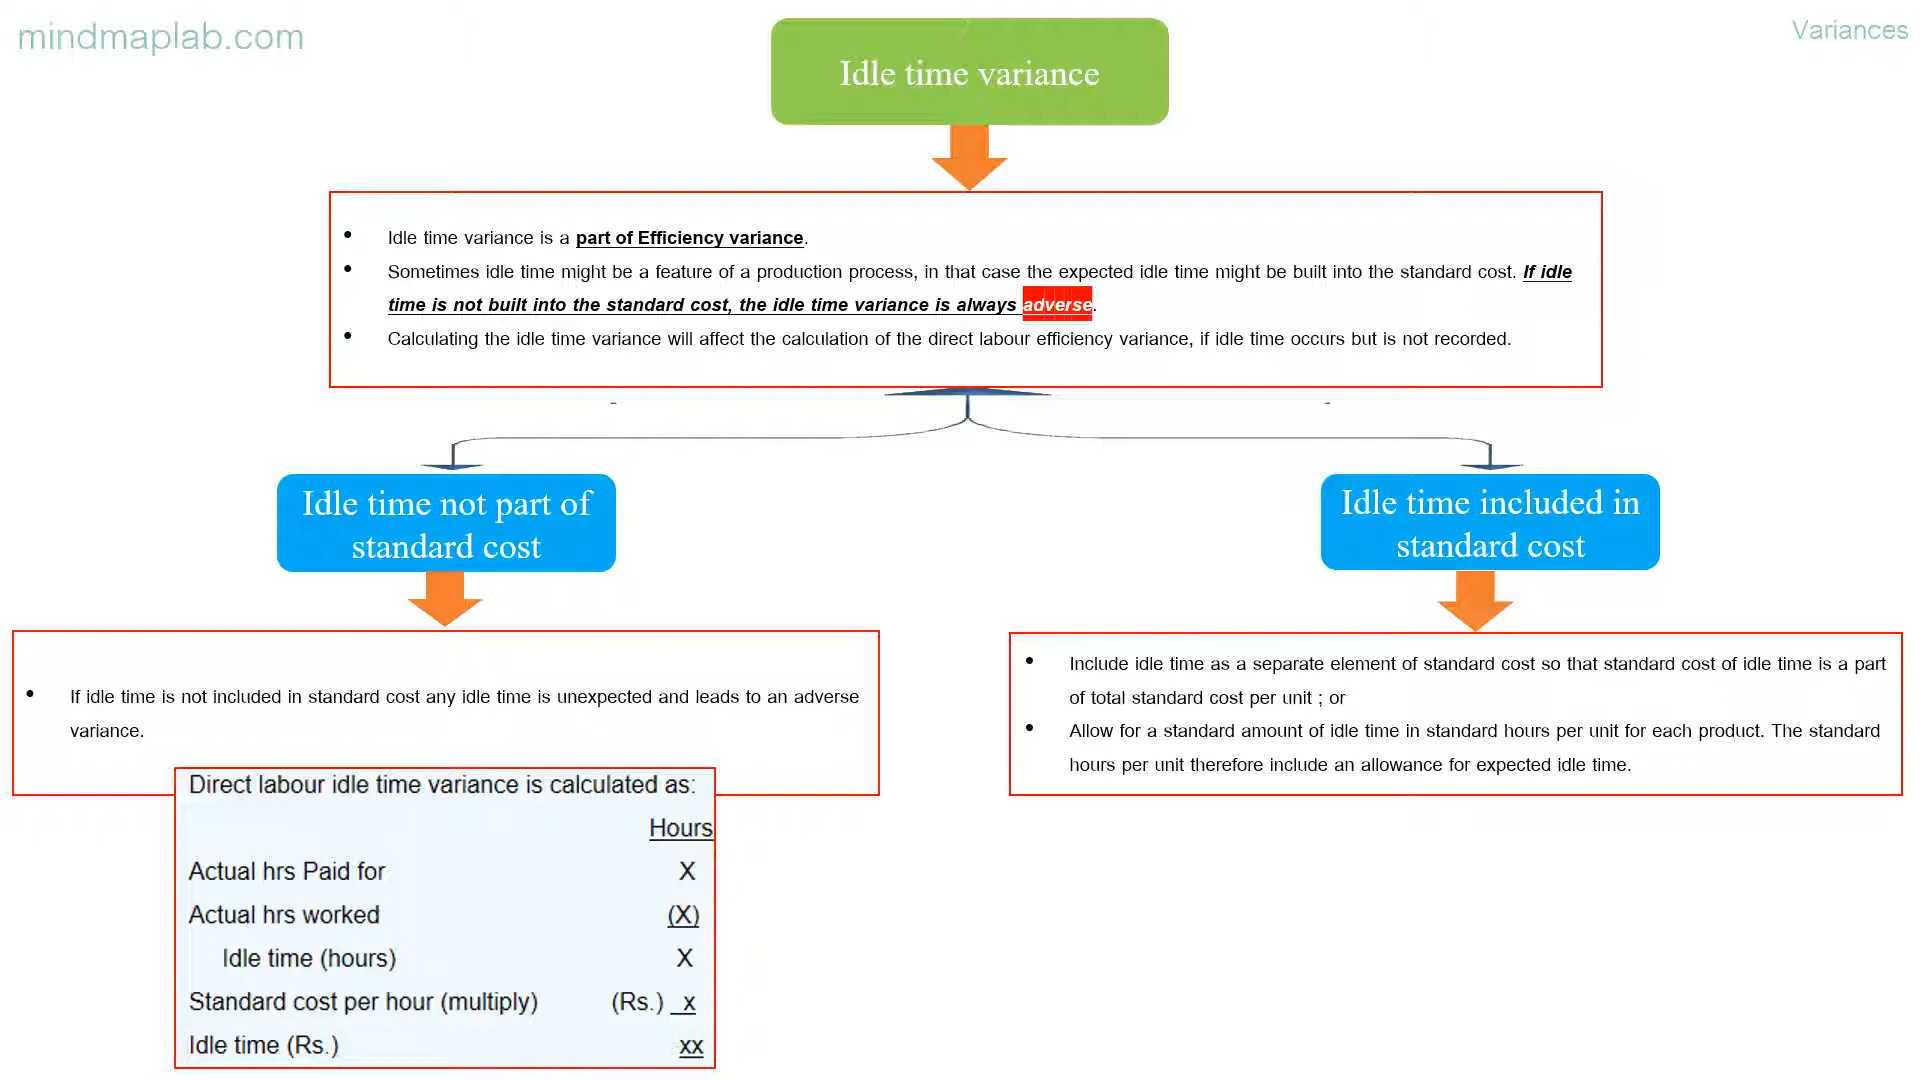 mindmaplab.com
Variances
Idle time variance
• Idle time variance is a part of Efficiency variance.
• Sometimes idle time might be a feature of a production process, in that case the expected idle time might be built into the standard cost. If idle
time is not built into the standard cost, the idle time variance is always adverse.
• Calculating the idle time variance will affect the calculation of the direct labour efficiency variance, if idle time occurs but is not recorded.
Idle time not part of
standard cost
• If idle time is not included in standard cost any idle time is unexpected and leads to an adverse
variance.
Direct labour idle time variance is calculated as:
Hours
Actual hrs Paid for X
Actual hrs worked (X)
Idle time (hours) X
Standard cost per hour (multiply) (Rs.) x
Idle time (Rs.) xx
Idle time included in
standard cost
• Include idle time as a separate element of standard cost so that standard cost of idle time is a part
of total standard cost per unit ; or
• Allow for a standard amount of idle time in standard hours per unit for each product. The standard
hours per unit therefore include an allowance for expected idle time.